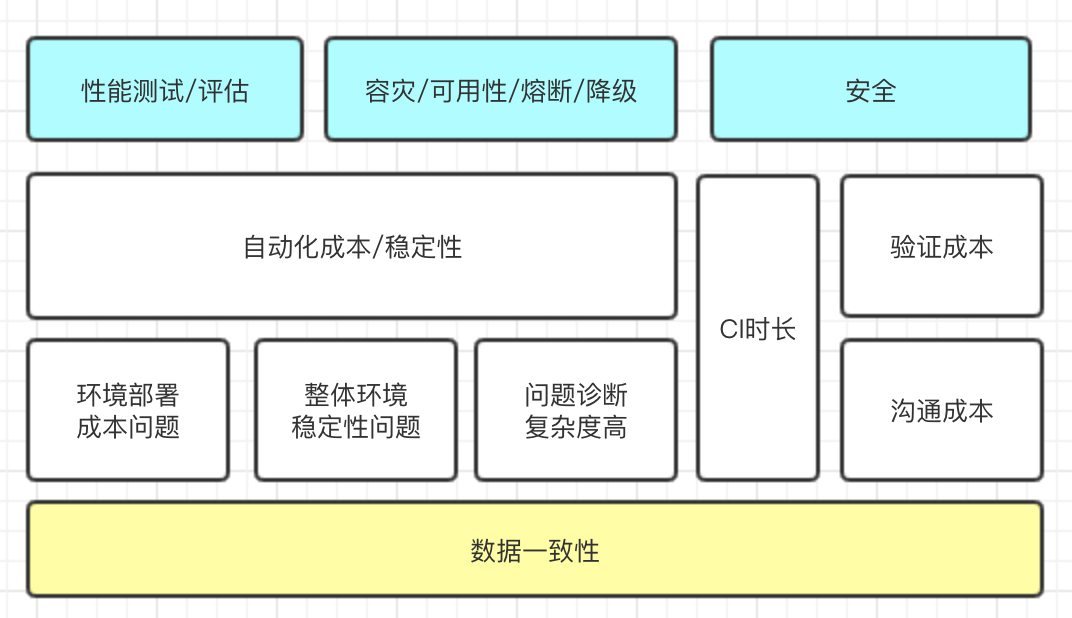 性能测试/评估
容灾/可用性/熔断/降级
安全
自动化成本/稳定性
CI时长
验证成本
环境部署
成本问题
整体环境
稳定性问题
问题诊断
复杂度高
沟通成本
数据一致性